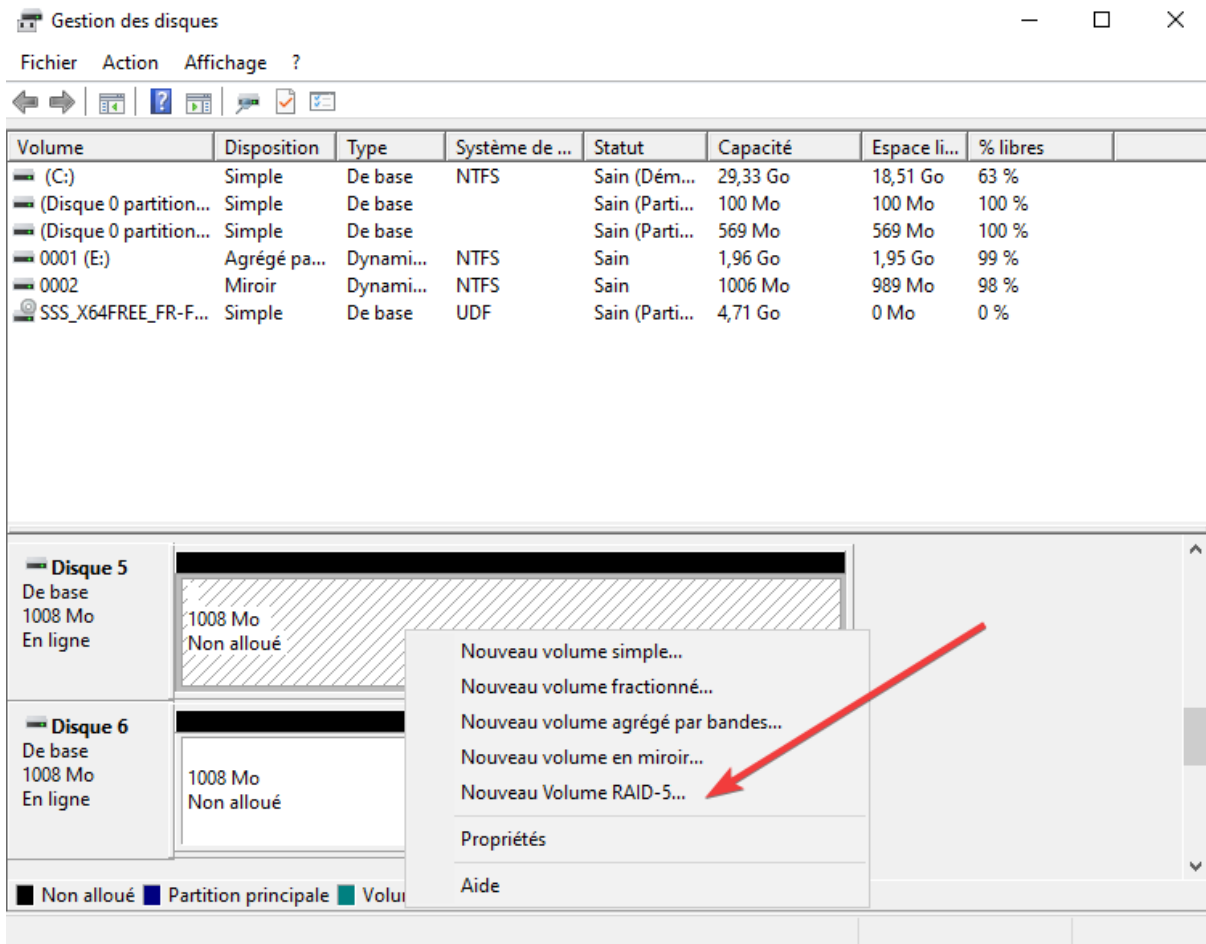 Gestion des disques
Fichier Action Affichage ?
Volume Disposition Type Système de ... Statut Capacité Espace li... % libres
(C:) Simple De base NTFS Sain (Dém... 29,33 Go 18,51 Go 63 %
(Disque 0 partition... Simple De base Sain (Parti... 100 Mo 100 Mo 100 %
(Disque 0 partition... Simple De base Sain (Parti... 569 Mo 569 Mo 100 %
0001 (E:) Agrégé pa... Dynami... NTFS Sain 1,96 Go 1,95 Go 99 %
0002 Miroir Dynami... NTFS Sain 1006 Mo 989 Mo 98 %
SSS_X64FREE_FR-F... Simple De base UDF Sain (Parti... 4,71 Go 0 Mo 0 %
Disque 5
De base
1008 Mo
En ligne
1008 Mo
Non alloué
Nouveau volume simple...
Nouveau volume fractionné...
Nouveau volume agrégé par bandes...
Nouveau volume en miroir...
Nouveau Volume RAID-5...
Propriétés
Aide
Disque 6
De base
1008 Mo
En ligne
1008 Mo
Non alloué
Non alloué Partition principale Volu